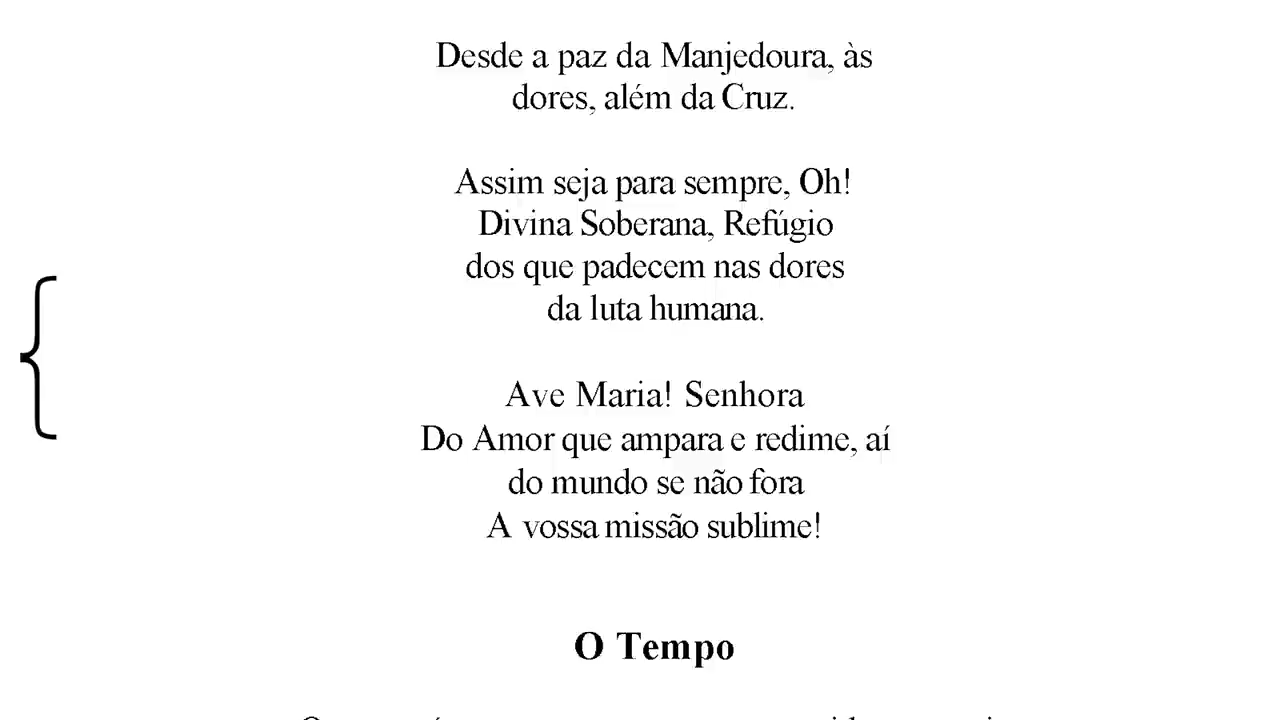 Desde a paz da Manjedoura, às
dores, além da Cruz.
Assim seja para sempre, Oh!
Divina Soberana, Refúgio
dos que padecem nas dores
da luta humana.
Ave Maria! Senhora
Do Amor que ampara e redime, aí
do mundo se não fora
A vossa missão sublime!
O Tempo